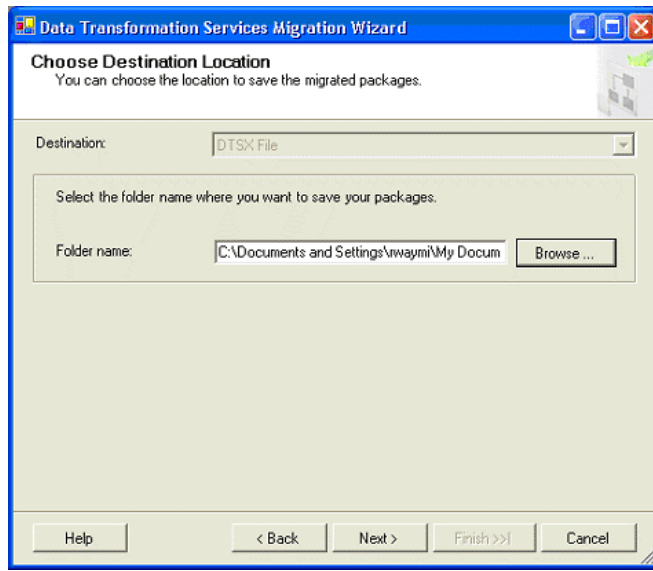 Data Transformation Services Migration Wizard
Choose Destination Location
You can choose the location to save the migrated packages.
Destination:
DTSX File
Select the folder name where you want to save your packages.
Folder name:
C:\Documents and Settings\rwaymi\My Docum
Browse ...
Help
< Back
Next >
Finish >>|
Cancel